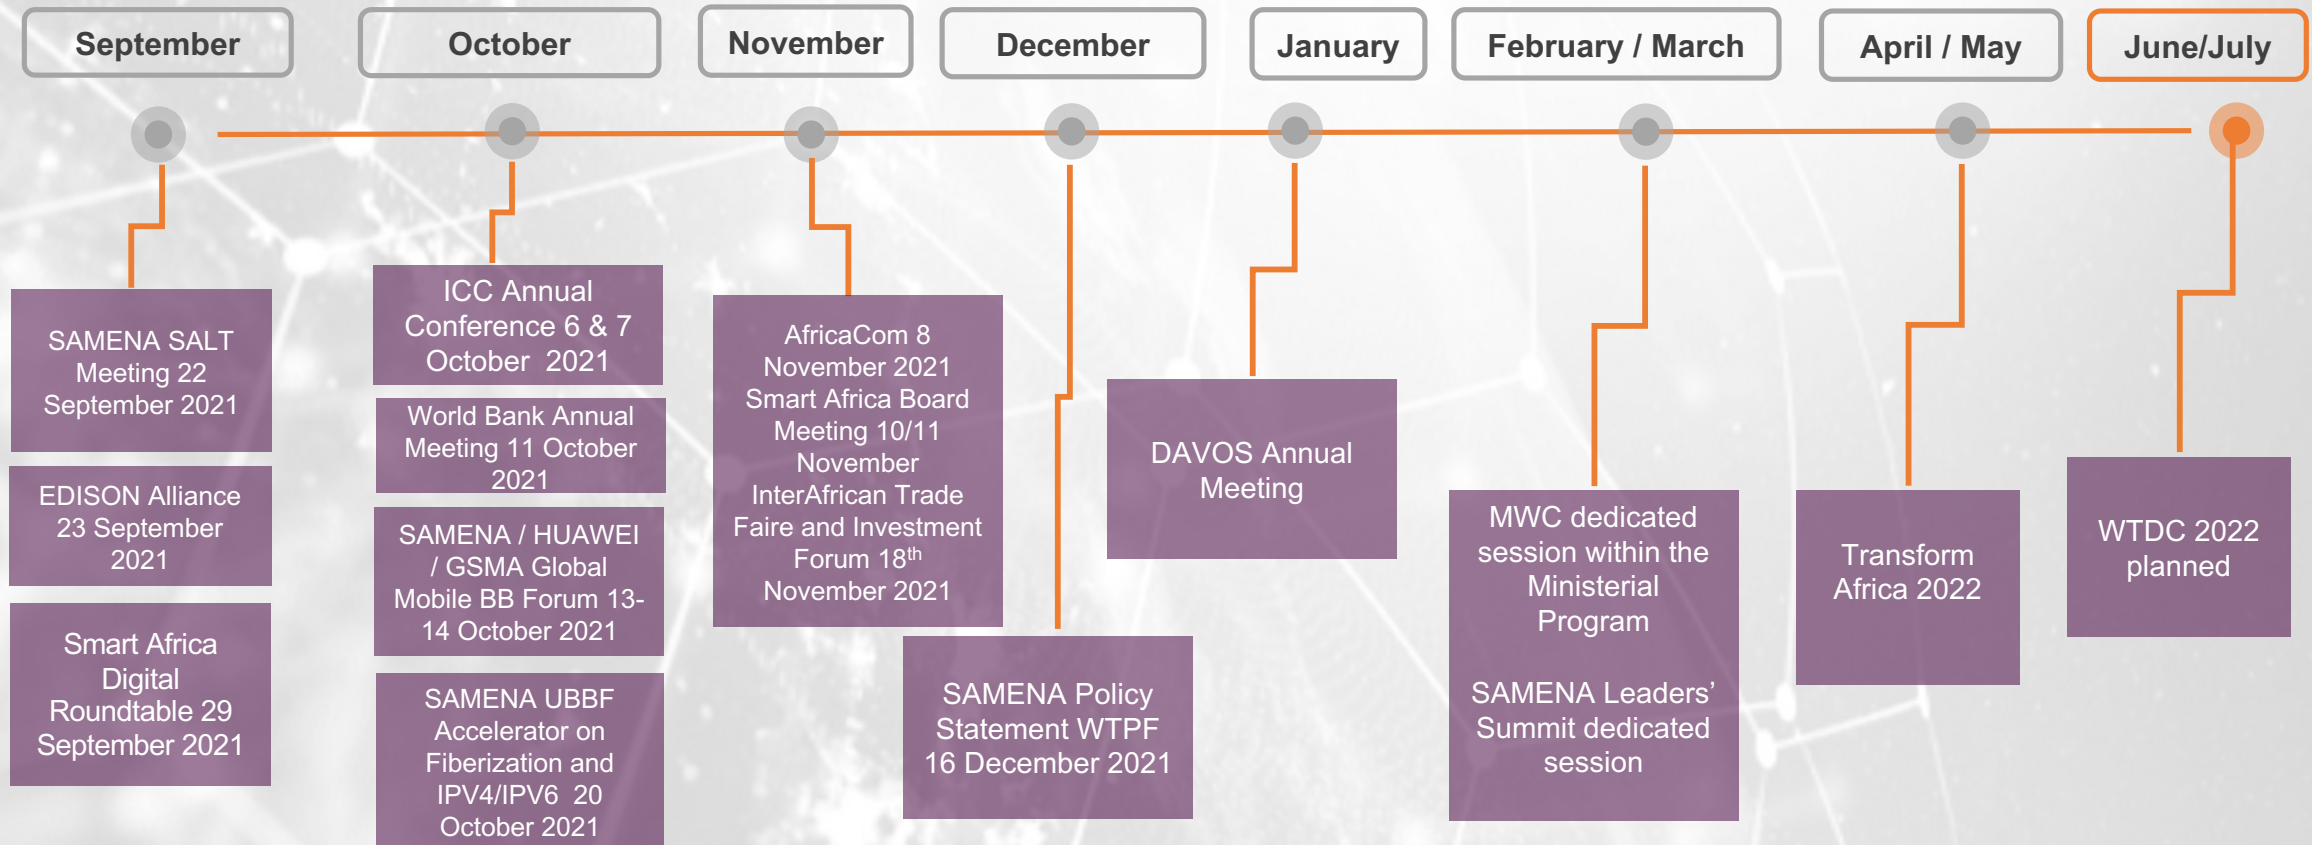 September
October
November
December
January
February / March
April / May
June/July
SAMENA SALT
Meeting 22
September 2021
EDISON Alliance
23 September
2021
Smart Africa
Digital
Roundtable 29
September 2021
ICC Annual
Conference 6 & 7
October 2021
World Bank Annual
Meeting 11 October
2021
SAMENA / HUAWEI
/ GSMA Global
Mobile BB Forum 13-
14 October 2021
SAMENA UBBF
Accelerator on
Fiberization and
IPV4/IPV6 20
October 2021
AfricaCom 8
November 2021
Smart Africa Board
Meeting 10/11
November
InterAfrican Trade
Faire and Investment
Forum 18th
November 2021
SAMENA Policy
Statement WTPF
16 December 2021
DAVOS Annual
Meeting
MWC dedicated
session within the
Ministerial
Program
SAMENA Leaders’
Summit dedicated
session
Transform
Africa 2022
WTDC 2022
planned